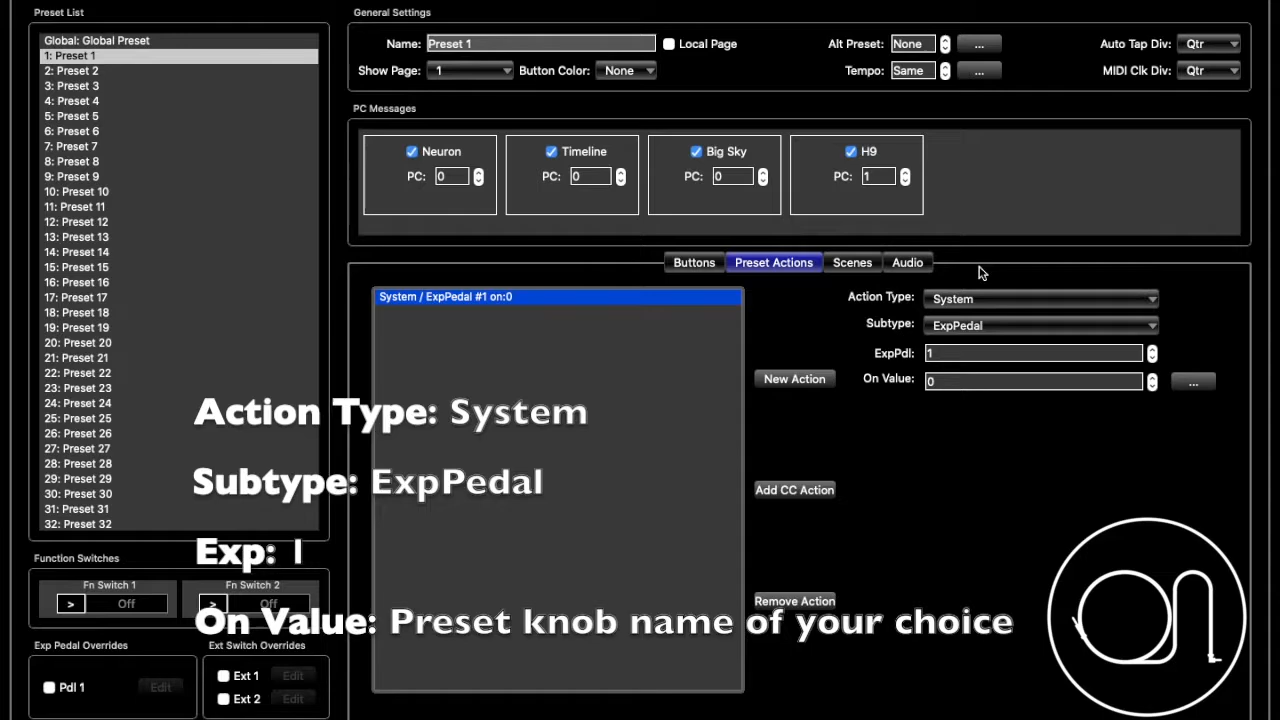 Preset List
Global: Global Preset
1: Preset 1
2: Preset 2
3: Preset 3
4: Preset 4
5: Preset 5
6: Preset 6
7: Preset 7
8: Preset 8
9: Preset 9
10: Preset 10
11: Preset 11
12: Preset 12
13: Preset 13
14: Preset 14
15: Preset 15
16: Preset 16
17: Preset 17
18: Preset 18
19: Preset 19
20: Preset 20
21: Preset 21
22: Preset 22
23: Preset 23
24: Preset 24
25: Preset 25
26: Preset 26
27: Preset 27
28: Preset 28
29: Preset 29
30: Preset 30
31: Preset 31
32: Preset 32
Function Switches
Fn Switch 1 Fn Switch 2
> Off > Off
Exp Pedal Overrides
Pdl 1 Edit
Ext Switch Overrides
Ext 1 Edit
Ext 2 Edit
General Settings
Name: Preset 1 Local Page Alt Preset: None ... Auto Tap Div: Qtr
Show Page: 1 Button Color: None Tempo: Same ... MIDI Clk Div: Qtr
PC Messages
Neuron Timeline Big Sky H9
PC: 0 PC: 0 PC: 0 PC: 1
Buttons Preset Actions Scenes Audio
System / ExpPedal #1 on:0
New Action
Add CC Action
Remove Action
Action Type: System
Subtype: ExpPedal
ExpPdl: 1
On Value: 0 ...
Action Type: System
Subtype: ExpPedal
Exp: 1
On Value: Preset knob name of your choice